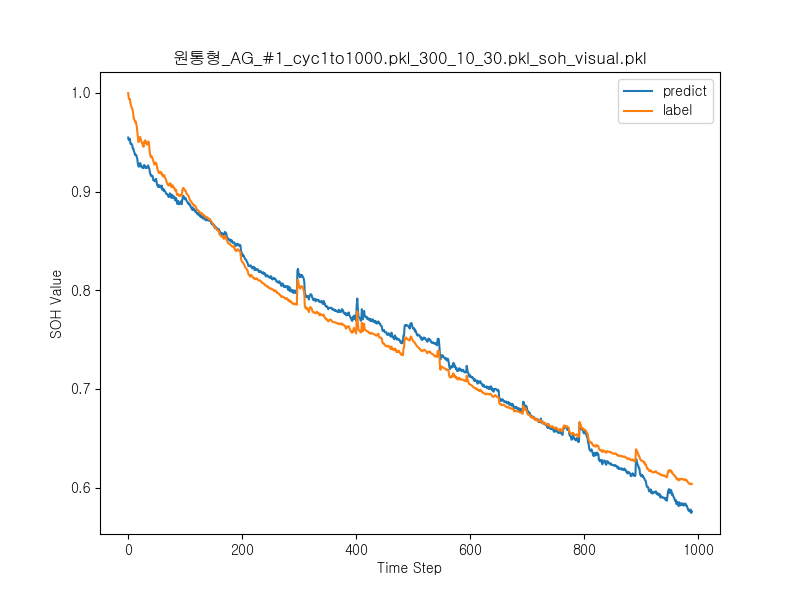 원통형_AG_#1_cyc1to1000.pkl_300_10_30.pkl_soh_visual.pkl
predict
label
1.0
0.9
0.8
0.7
0.6
SOH Value
0 200 400 600 800 1000
Time Step